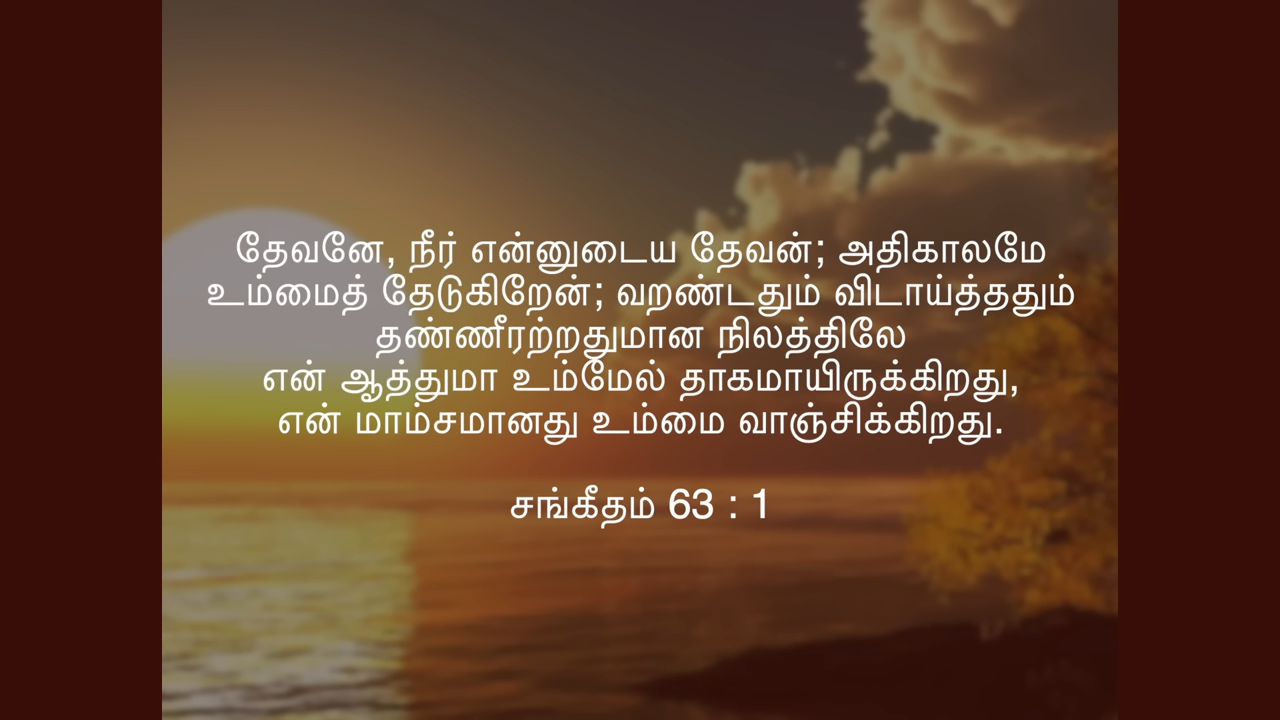 தேவனே, நீர் என்னுடைய தேவன்; அதிகாலமே
உம்மைத் தேடுகிறேன்; வறண்டதும் விடாய்த்ததும்
தண்ணீரற்றதுமான நிலத்திலே
என் ஆத்துமா உம்மேல் தாகமாயிருக்கிறது,
என் மாம்சமானது உம்மை வாஞ்சிக்கிறது.
சங்கீதம் 63 : 1